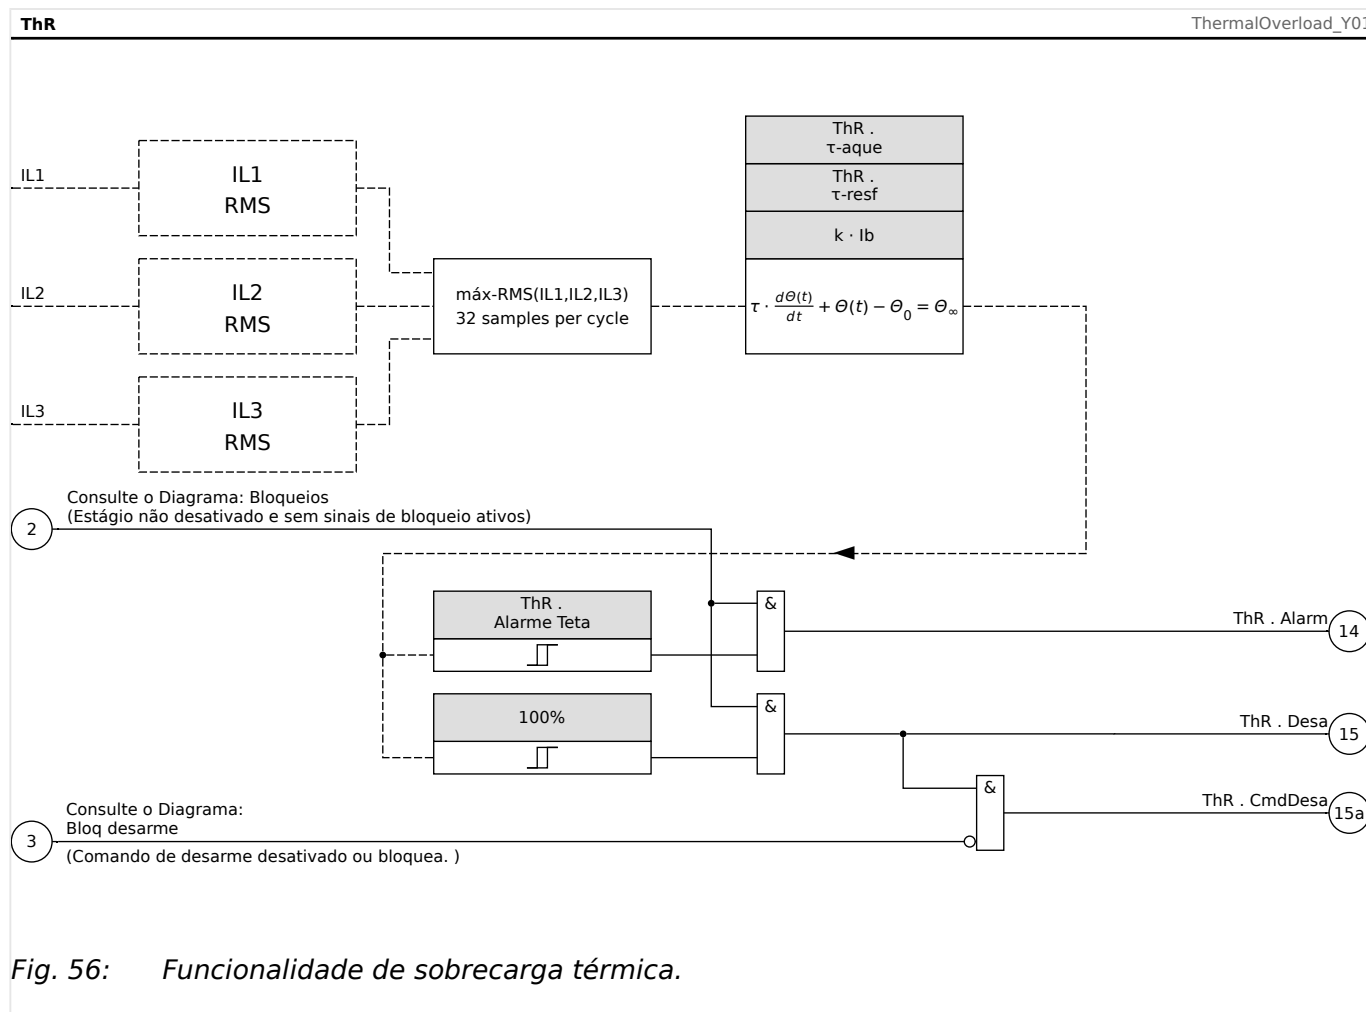 ThR
ThermalOverload_Y01
ThR .
τ-aque
ThR .
τ-resf
k · Ib
τ · dΘ(t)/dt + Θ(t) − Θ₀ = Θ∞
IL1
IL1
RMS
IL2
IL2
RMS
IL3
IL3
RMS
máx-RMS(IL1,IL2,IL3)
32 samples per cycle
2
Consulte o Diagrama: Bloqueios
(Estágio não desativado e sem sinais de bloqueio ativos)
ThR .
Alarme Teta
&
ThR . Alarm
14
100%
&
ThR . Desa
15
3
Consulte o Diagrama:
Bloq desarme
(Comando de desarme desativado ou bloquea. )
&
ThR . CmdDesa
15a
Fig. 56: Funcionalidade de sobrecarga térmica.